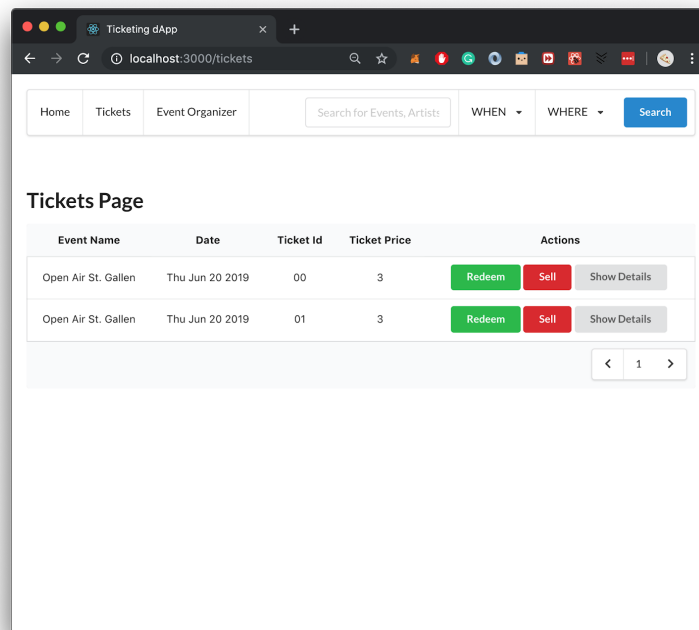 Ticketing dApp
localhost:3000/tickets
Home Tickets Event Organizer Search for Events, Artists WHEN WHERE Search
Tickets Page
Event Name Date Ticket Id Ticket Price Actions
Open Air St. Gallen Thu Jun 20 2019 00 3 Redeem Sell Show Details
Open Air St. Gallen Thu Jun 20 2019 01 3 Redeem Sell Show Details
1